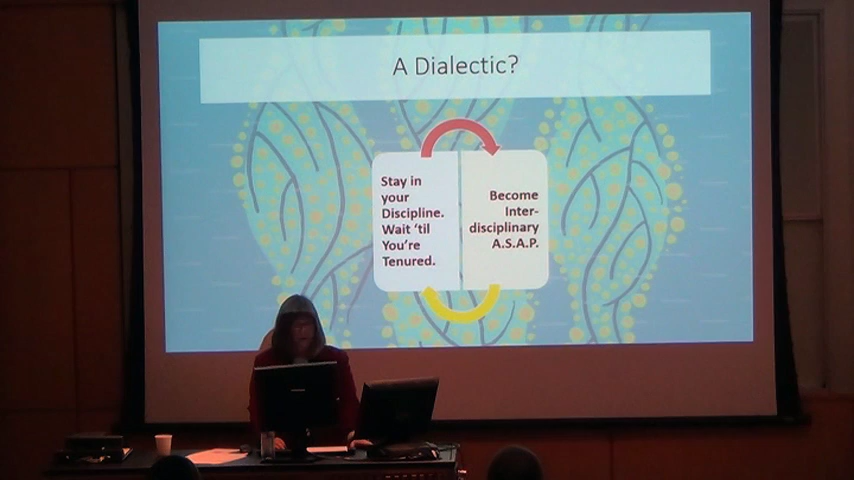 A Dialectic?
Stay in
your
Discipline.
Wait 'til
You're
Tenured.
Become
Inter-
disciplinary
A.S.A.P.